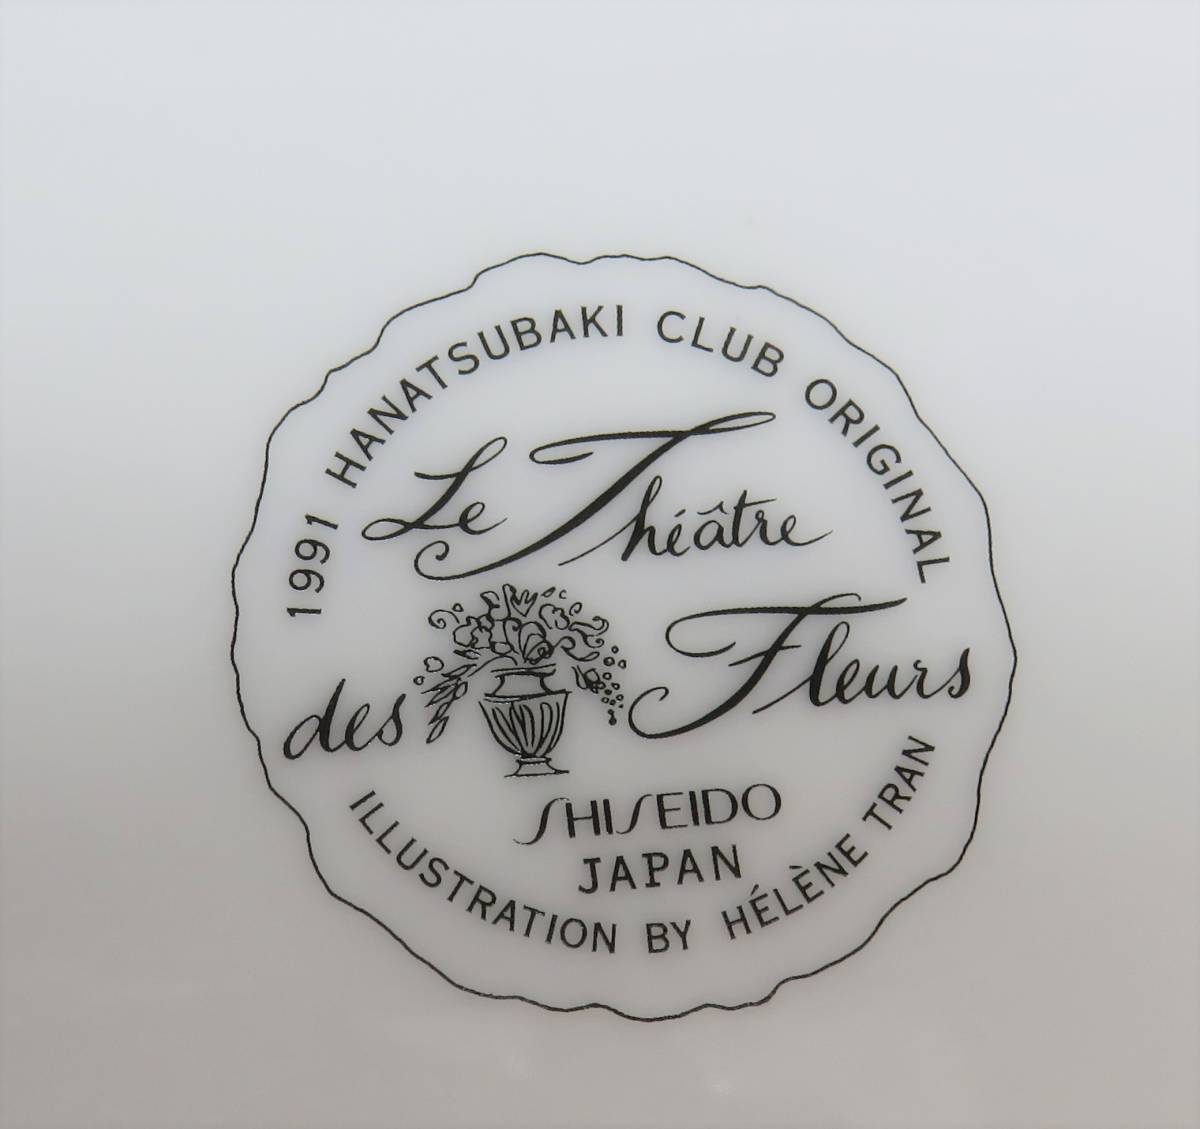 1991 HANATSUBAKI CLUB ORIGINAL
Le Théâtre
des Fleurs
SHISEIDO
JAPAN
ILLUSTRATION BY HÉLÈNE TRAN